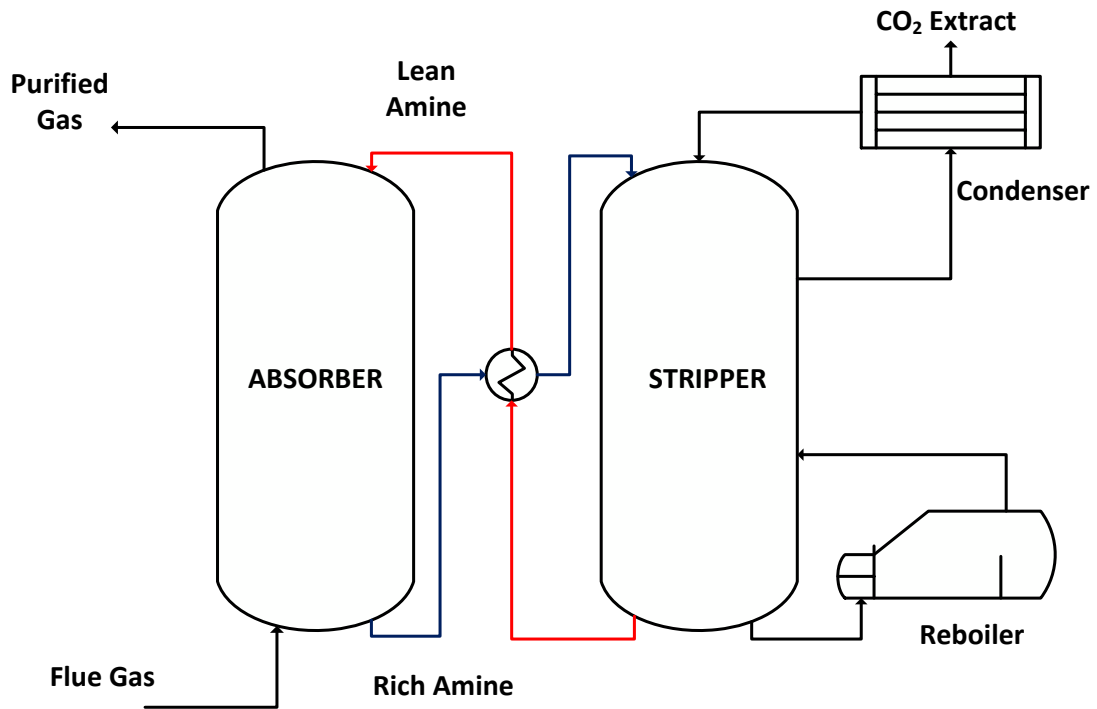 CO₂ Extract
Purified
Gas
Lean
Amine
Condenser
ABSORBER
STRIPPER
Reboiler
Flue Gas
Rich Amine